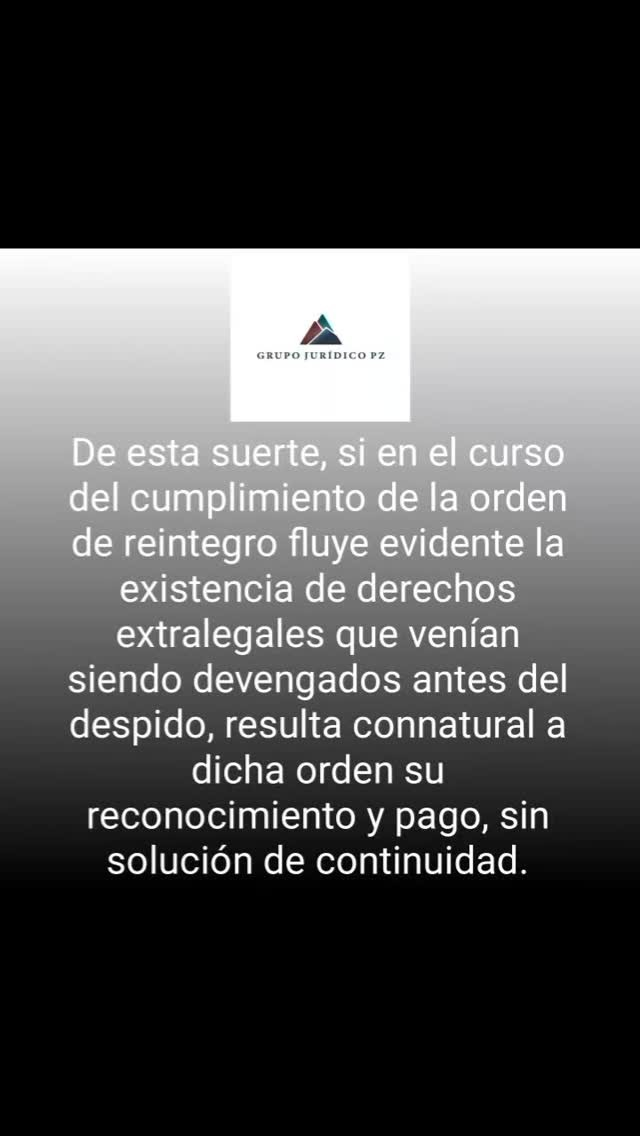 GRUPO JURÍDICO PZ
De esta suerte, si en el curso
del cumplimiento de la orden
de reintegro fluye evidente la
existencia de derechos
extralegales que venían
siendo devengados antes del
despido, resulta connatural a
dicha orden su
reconocimiento y pago, sin
solución de continuidad.